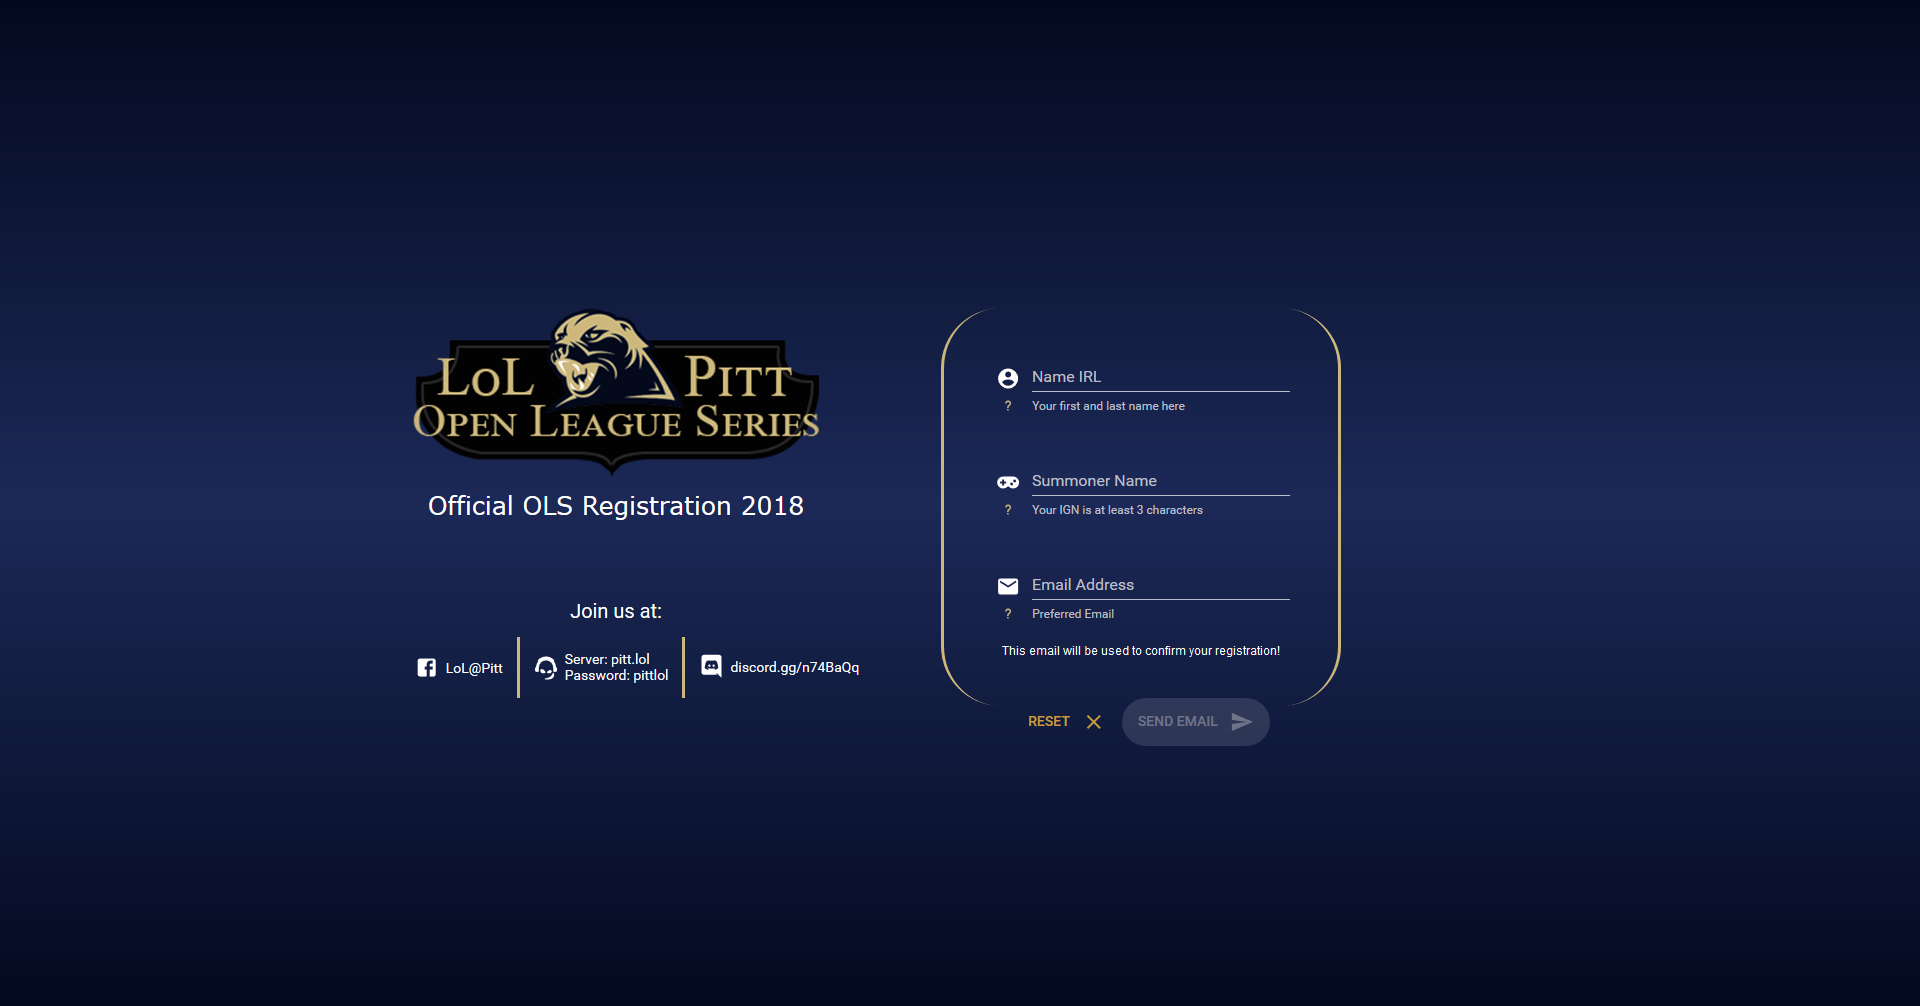 LOL PITT
OPEN LEAGUE SERIES
Official OLS Registration 2018
Join us at:
LoL@Pitt
Server: pitt.lol
Password: pittlol
discord.gg/n74BaQq
Name IRL
? Your first and last name here
Summoner Name
? Your IGN is at least 3 characters
Email Address
? Preferred Email
This email will be used to confirm your registration!
RESET
SEND EMAIL